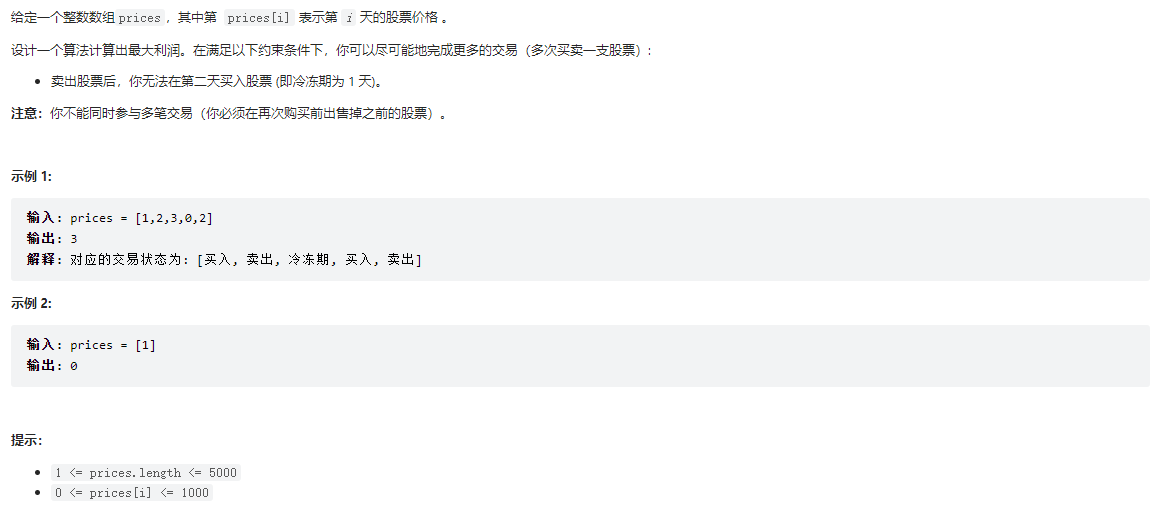 给定一个整数数组prices，其中第 prices[i] 表示第 i 天的股票价格 。
设计一个算法计算出最大利润。在满足以下约束条件下，你可以尽可能地完成更多的交易（多次买卖一支股票）:
• 卖出股票后，你无法在第二天买入股票 (即冷冻期为 1 天)。
注意：你不能同时参与多笔交易（你必须在再次购买前出售掉之前的股票）。
示例 1:
输入: prices = [1,2,3,0,2]
输出: 3
解释: 对应的交易状态为: [买入, 卖出, 冷冻期, 买入, 卖出]
示例 2:
输入: prices = [1]
输出: 0
提示：
• 1 <= prices.length <= 5000
• 0 <= prices[i] <= 1000